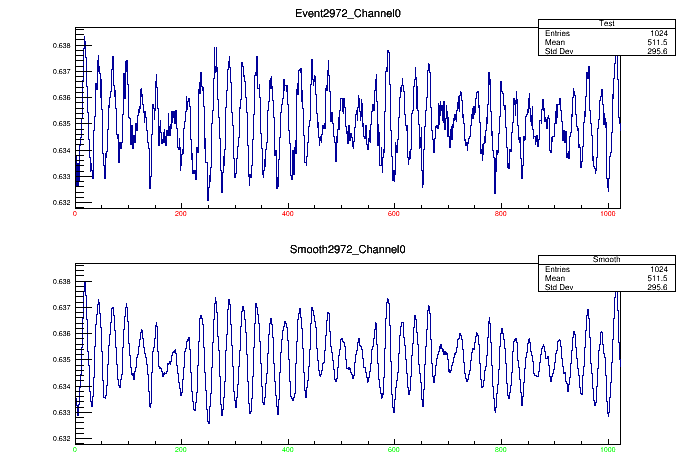 Event2972_Channel0
Test
Entries 1024
Mean 511.5
Std Dev 295.6
0.638
0.637
0.636
0.635
0.634
0.633
0.632
0 200 400 600 800 1000
Smooth2972_Channel0
Smooth
Entries 1024
Mean 511.5
Std Dev 295.6
0.638
0.637
0.636
0.635
0.634
0.633
0.632
0 200 400 600 800 1000